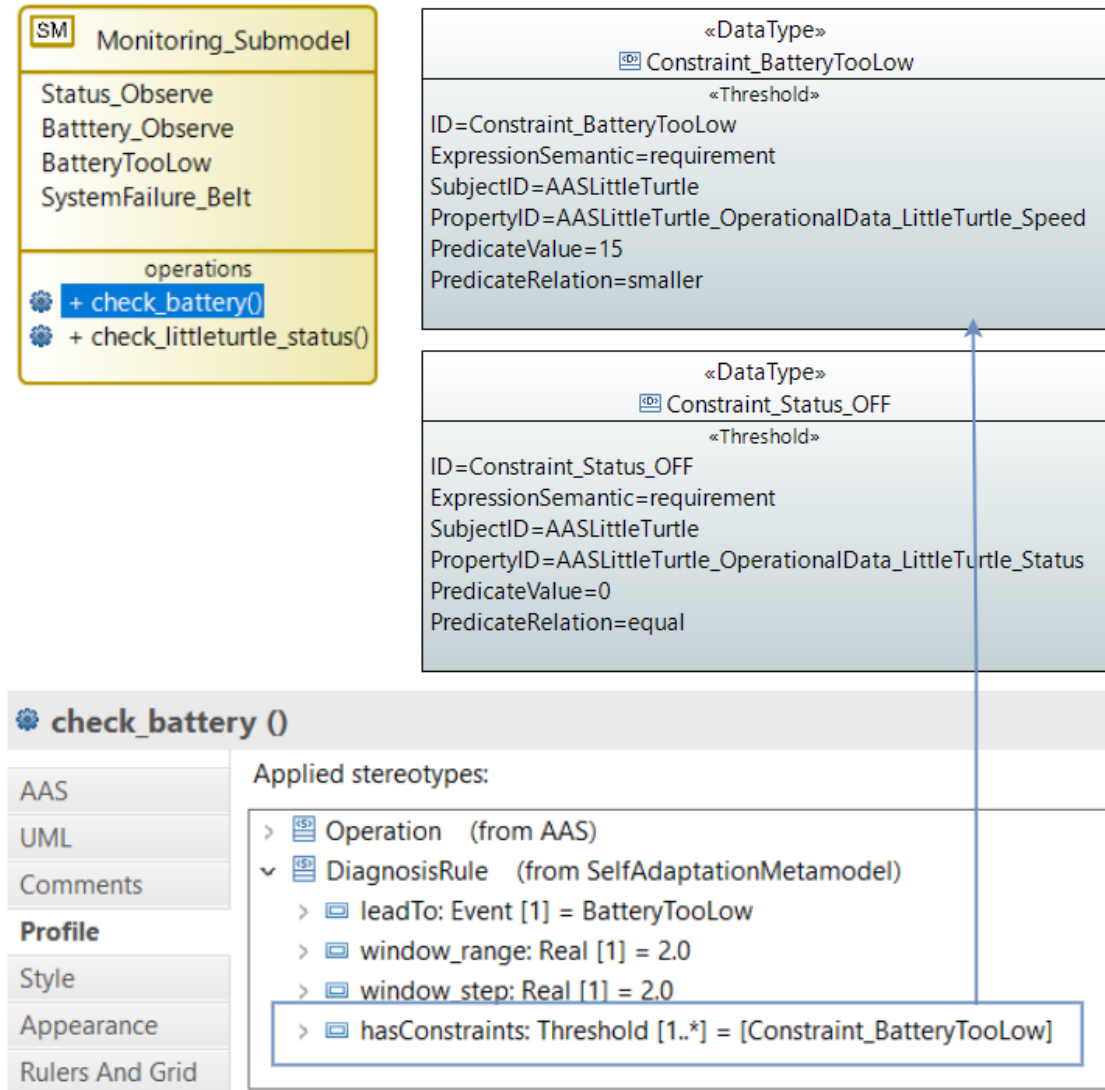 SM
Monitoring_Submodel
Status_Observe
Batttery_Observe
BatteryTooLow
SystemFailure_Belt
operations
+ check_battery()
+ check_littleturtle_status()
«DataType»
<D> Constraint_BatteryTooLow
«Threshold»
ID=Constraint_BatteryTooLow
ExpressionSemantic=requirement
SubjectID=AASLittleTurtle
PropertyID=AASLittleTurtle_OperationalData_LittleTurtle_Speed
PredicateValue=15
PredicateRelation=smaller
«DataType»
<D> Constraint_Status_OFF
«Threshold»
ID=Constraint_Status_OFF
ExpressionSemantic=requirement
SubjectID=AASLittleTurtle
PropertyID=AASLittleTurtle_OperationalData_LittleTurtle_Status
PredicateValue=0
PredicateRelation=equal
check_battery ()
AAS
UML
Comments
Profile
Style
Appearance
Rulers And Grid
Applied stereotypes:
> <S> Operation (from AAS)
<S> DiagnosisRule (from SelfAdaptationMetamodel)
> leadTo: Event [1] = BatteryTooLow
> window_range: Real [1] = 2.0
> window_step: Real [1] = 2.0
> hasConstraints: Threshold [1..*] = [Constraint_BatteryTooLow]